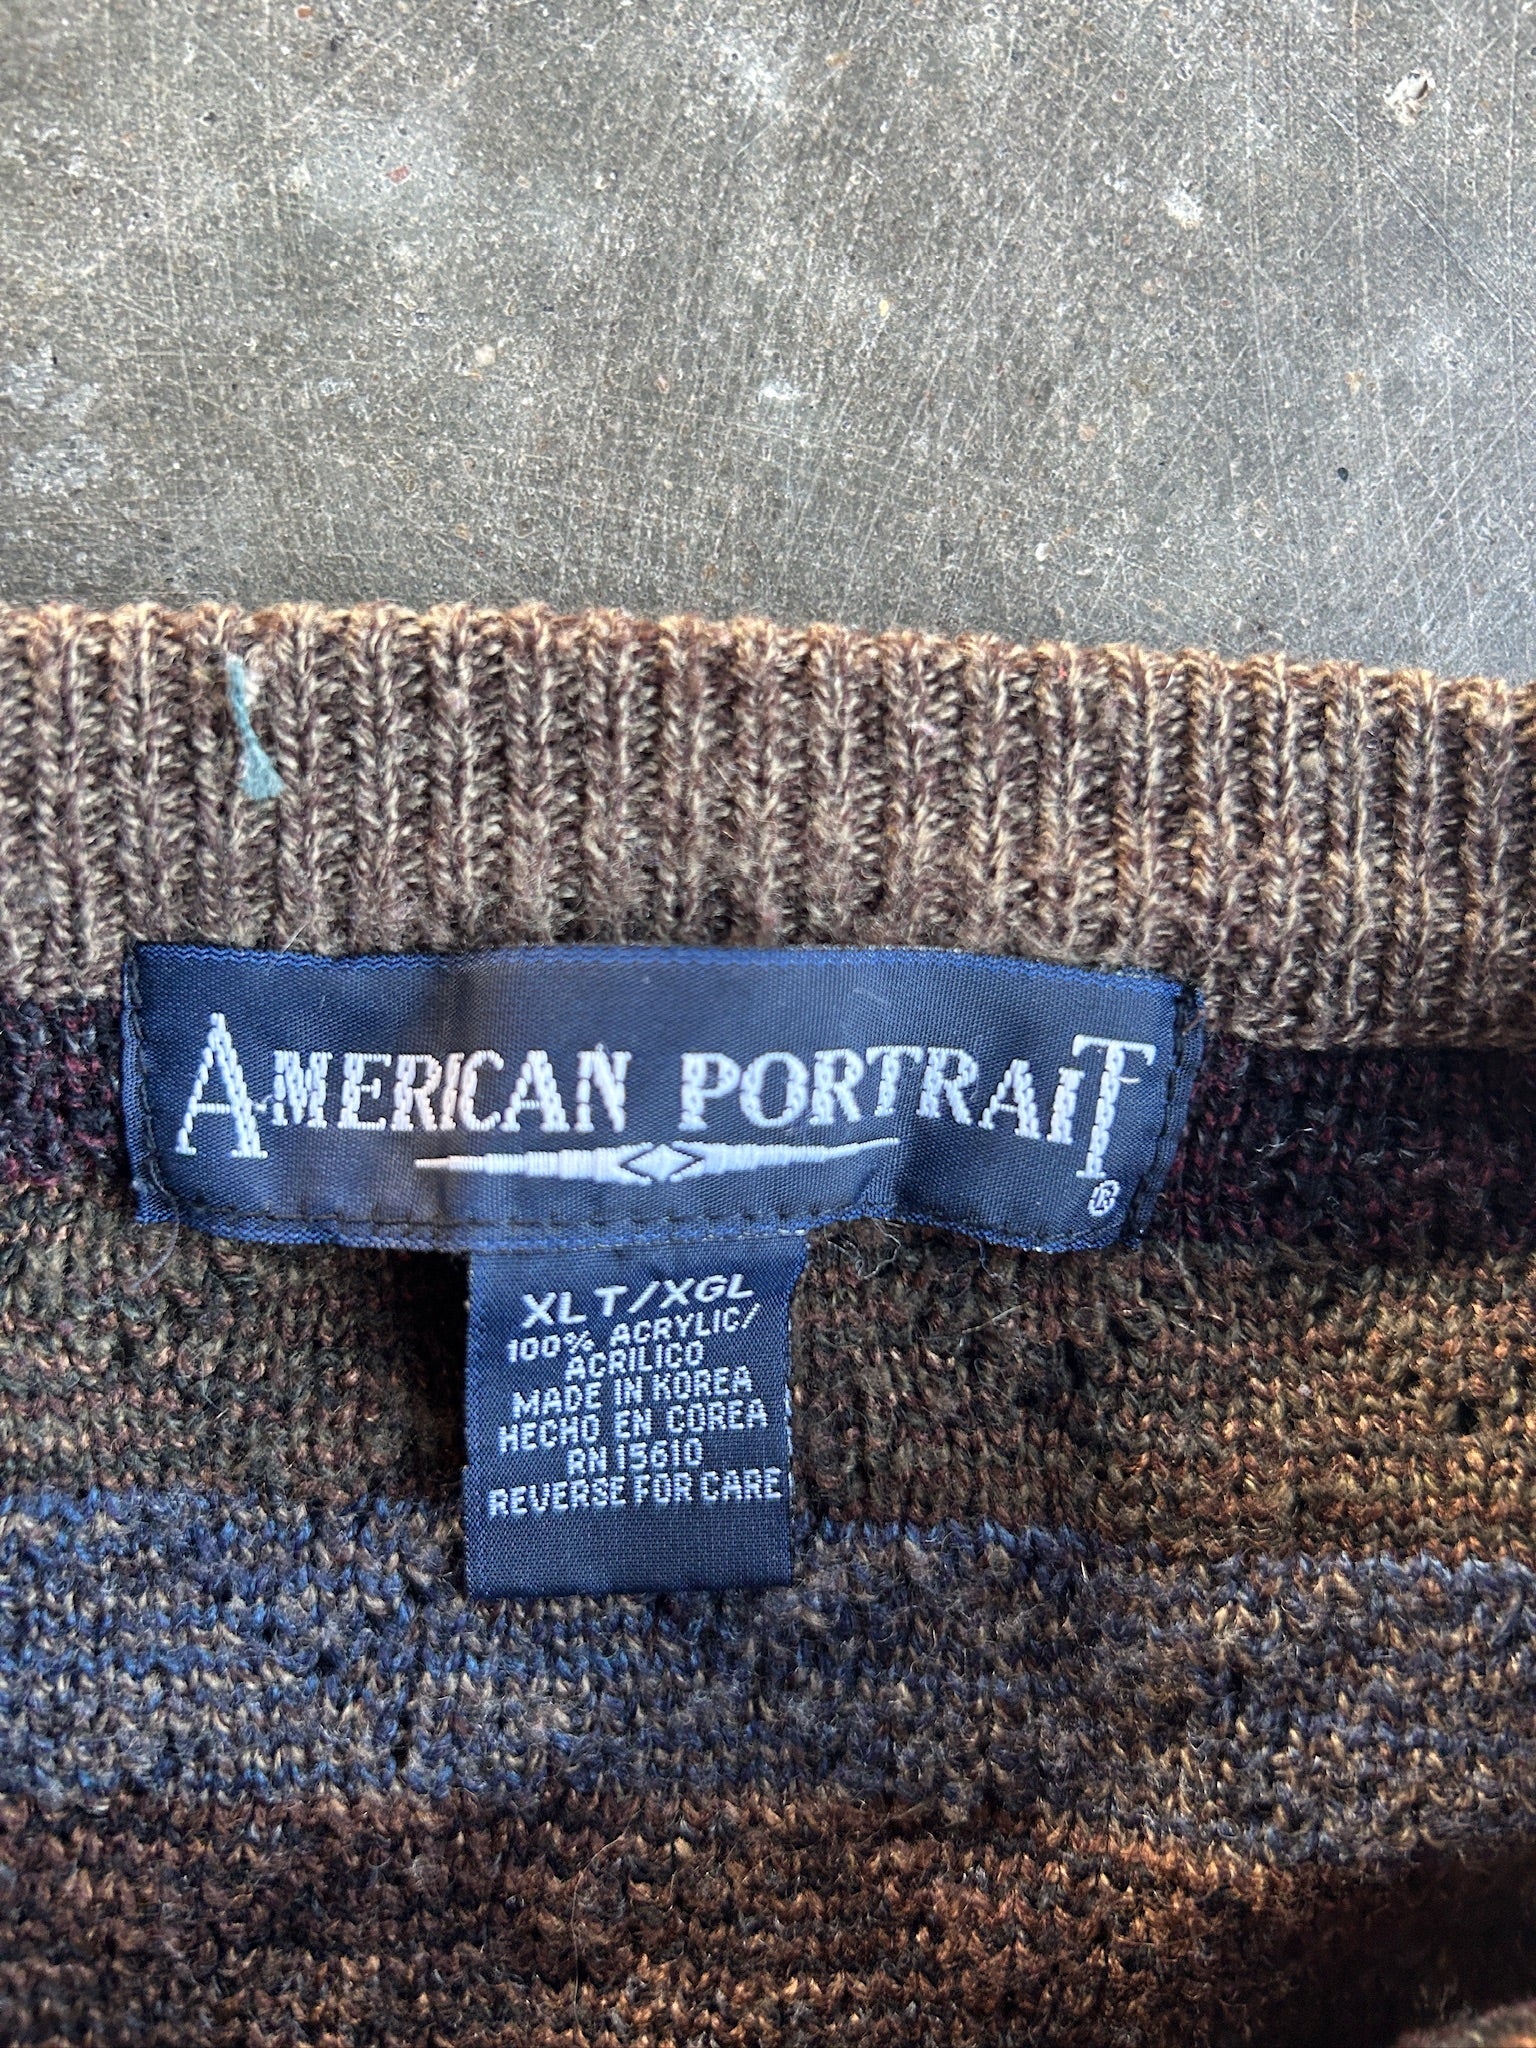 AMERICAN PORTRAIT
®
XL T/XGL
100% ACRYLIC/
ACRILICO
MADE IN KOREA
HECHO EN COREA
RN 15610
REVERSE FOR CARE